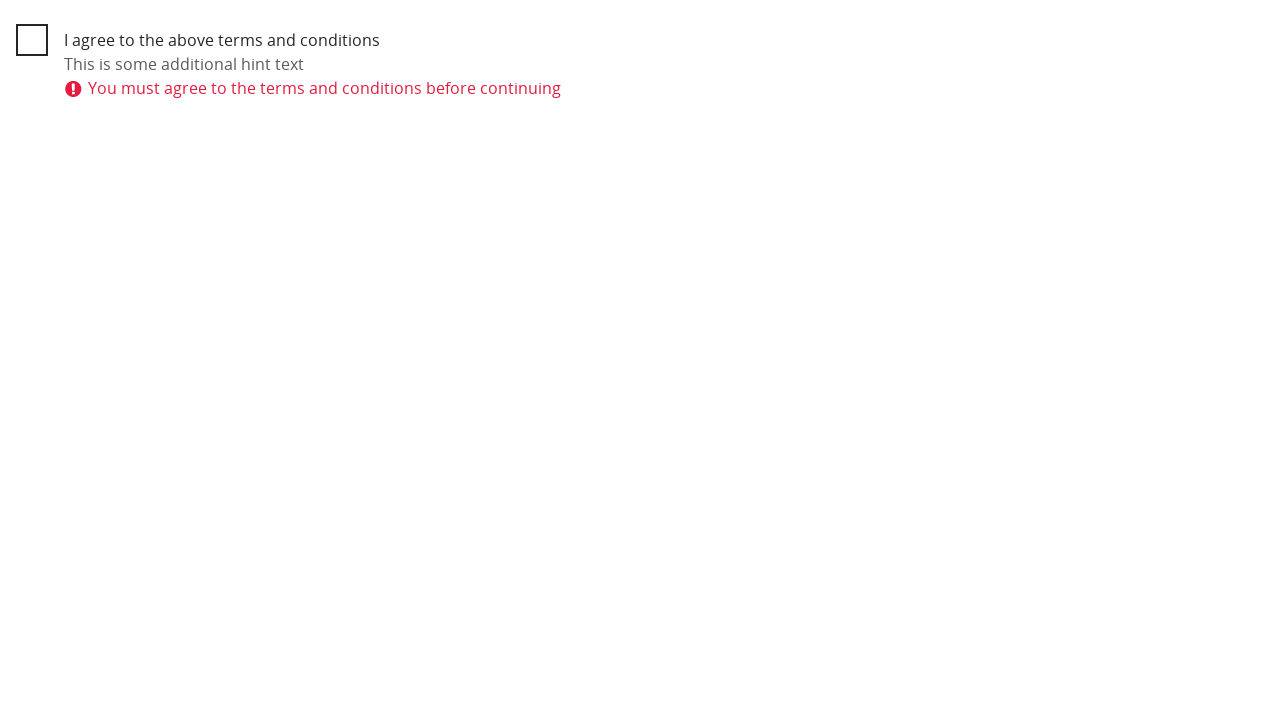 I agree to the above terms and conditions
This is some additional hint text
You must agree to the terms and conditions before continuing